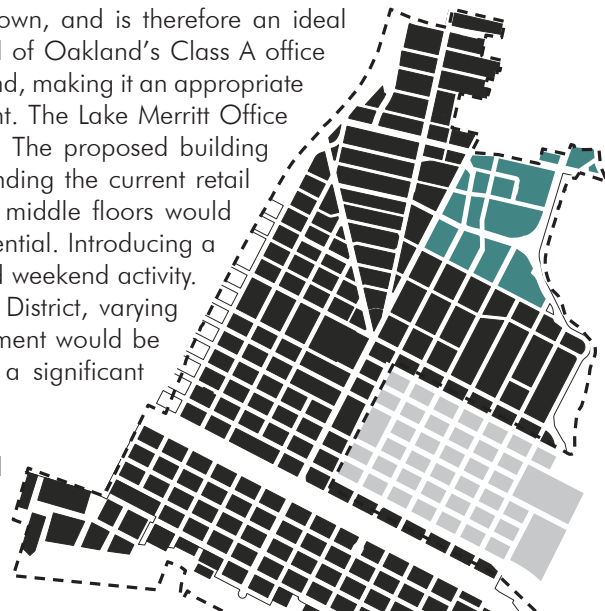 own, and is therefore an ideal
of Oakland’s Class A office
nd, making it an appropriate
nt. The Lake Merritt Office
The proposed building
nding the current retail
middle floors would
ential. Introducing a
weekend activity.
District, varying
ment would be
a significant